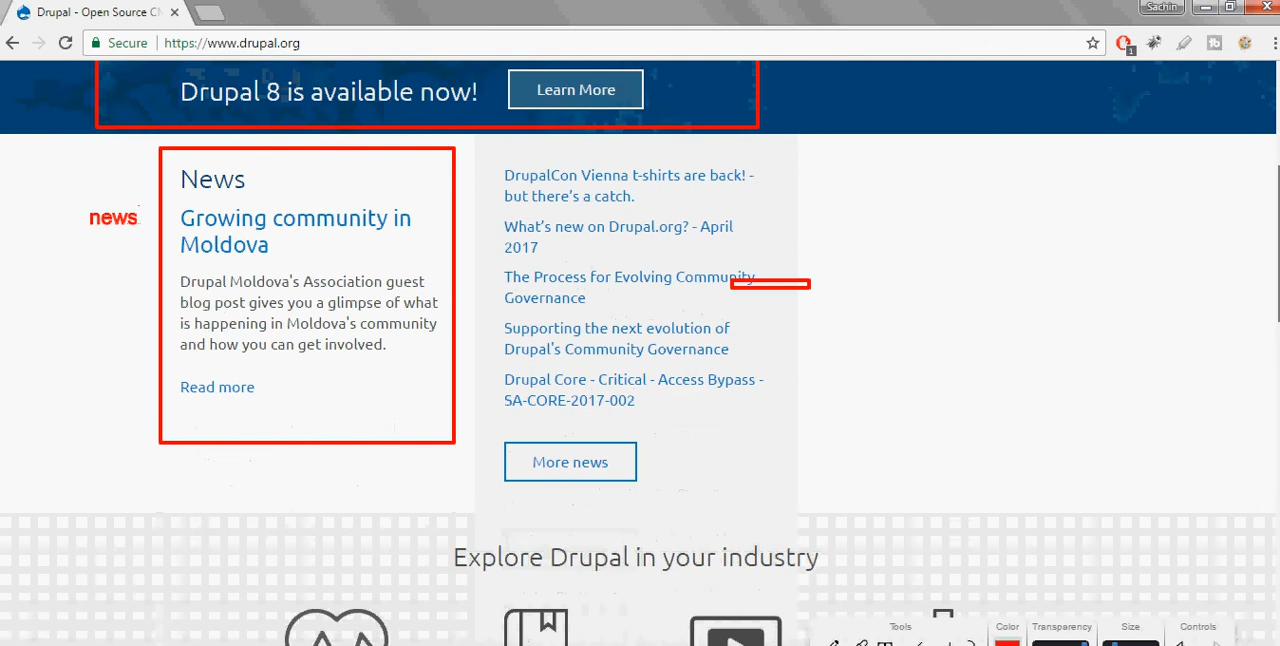 Drupal - Open Source C
Sachin
Secure
https://www.drupal.org
1
Drupal 8 is available now!
Learn More
news
News
Growing community in
Moldova
Drupal Moldova's Association guest
blog post gives you a glimpse of what
is happening in Moldova's community
and how you can get involved.
Read more
DrupalCon Vienna t-shirts are back! -
but there's a catch.
What's new on Drupal.org? - April
2017
The Process for Evolving Community
Governance
Supporting the next evolution of
Drupal's Community Governance
Drupal Core - Critical - Access Bypass -
SA-CORE-2017-002
More news
Explore Drupal in your industry
Tools
Color
Transparency
Size
Controls